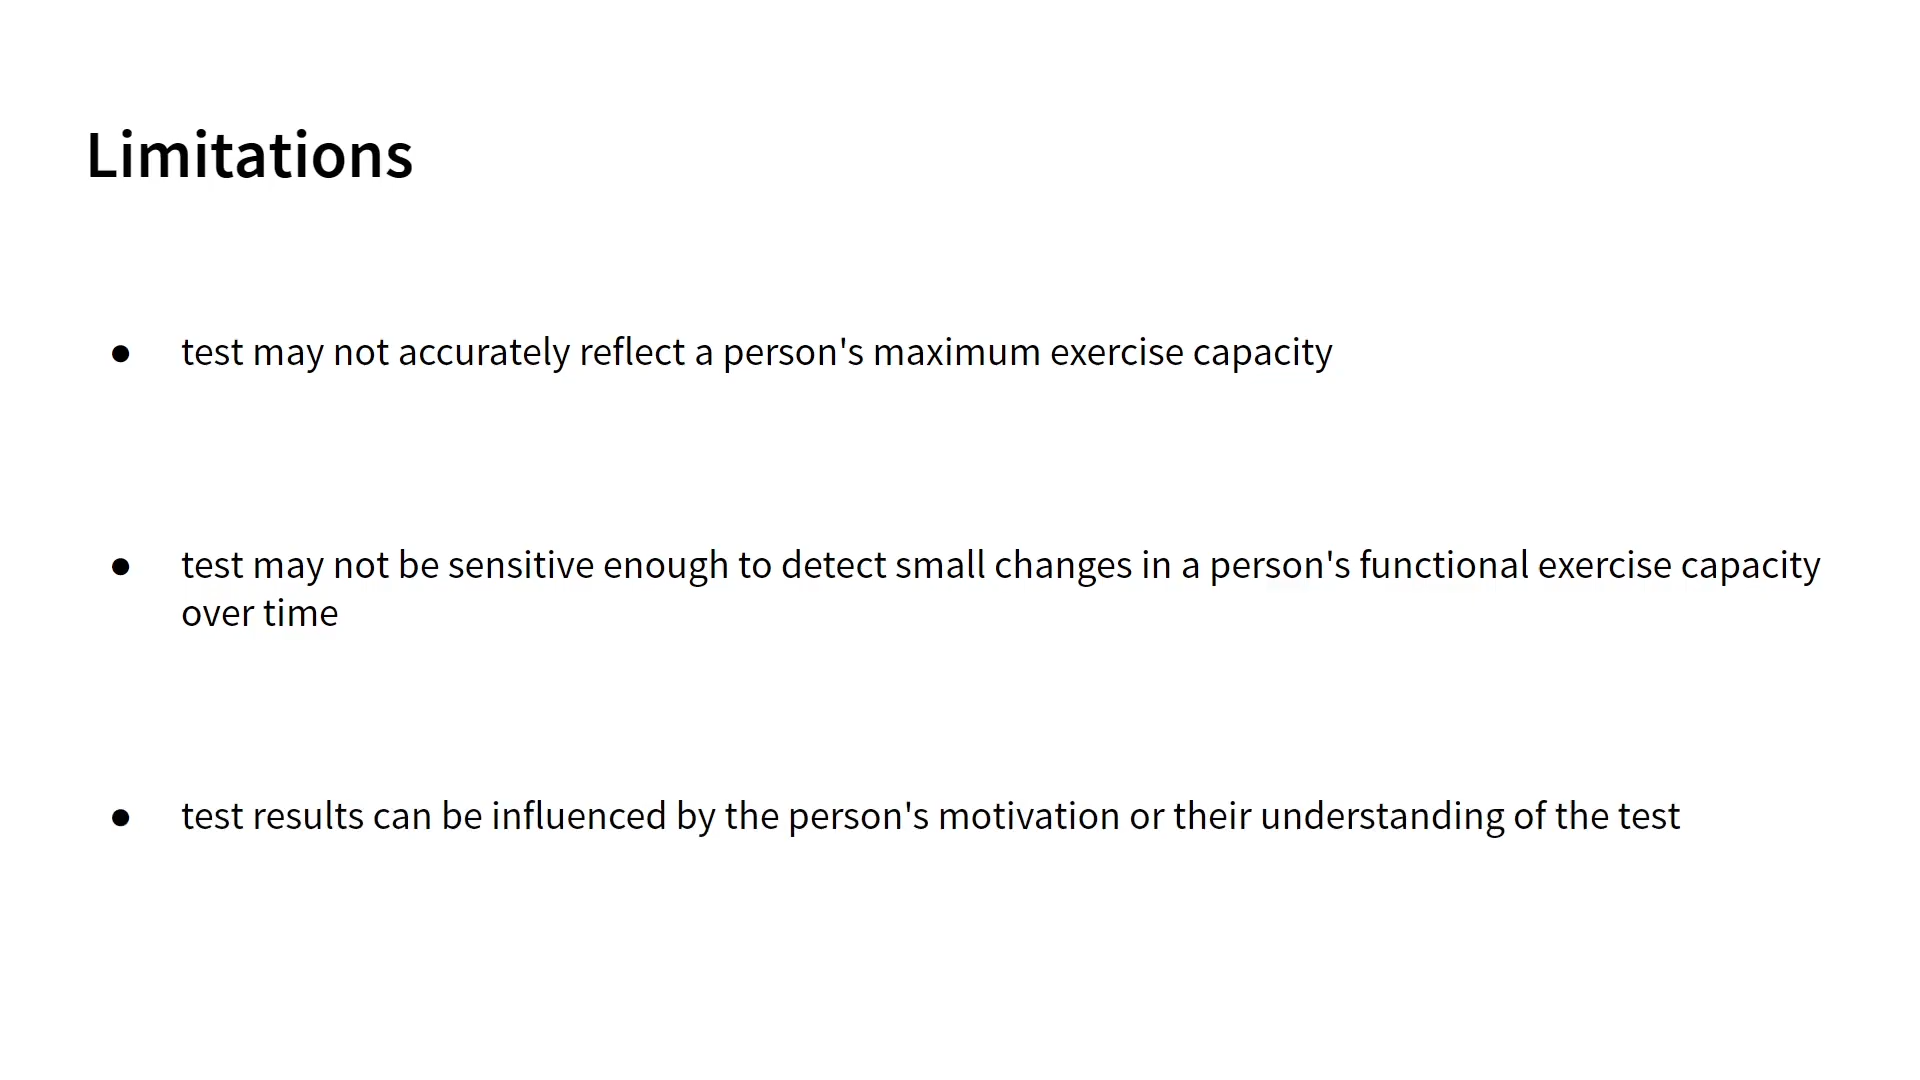 Limitations
● test may not accurately reflect a person's maximum exercise capacity
● test may not be sensitive enough to detect small changes in a person's functional exercise capacity
over time
● test results can be influenced by the person's motivation or their understanding of the test